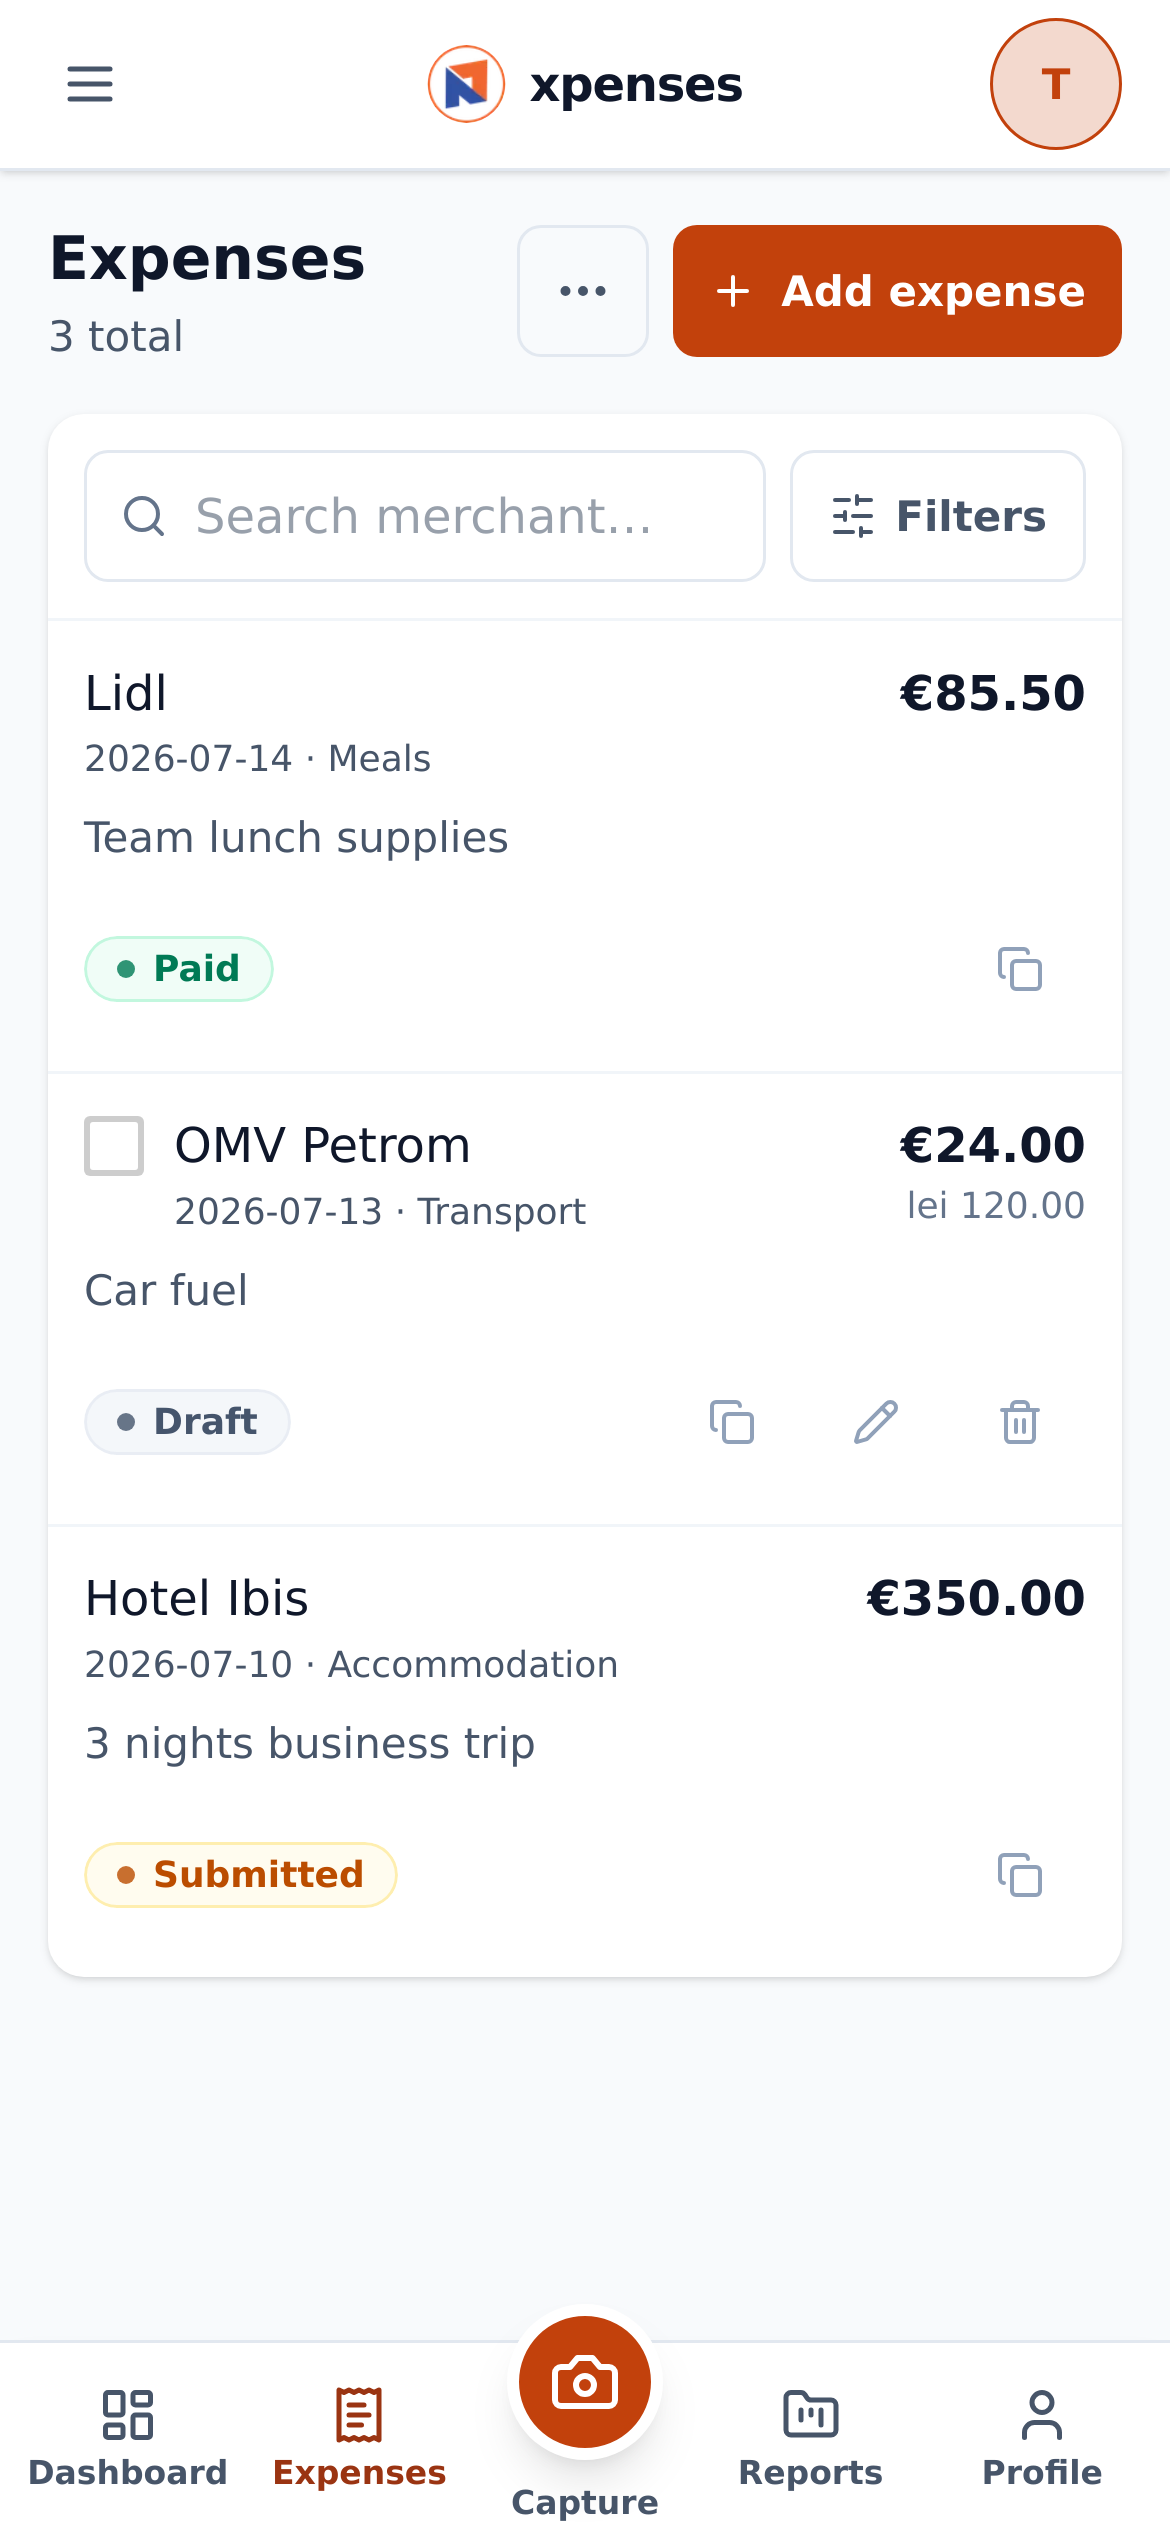 xpenses
T
Expenses
3 total
Add expense
Search merchant...
Filters
Lidl
€85.50
2026-07-14 · Meals
Team lunch supplies
Paid
OMV Petrom
€24.00
2026-07-13 · Transport
lei 120.00
Car fuel
Draft
Hotel Ibis
€350.00
2026-07-10 · Accommodation
3 nights business trip
Submitted
Dashboard
Expenses
Capture
Reports
Profile